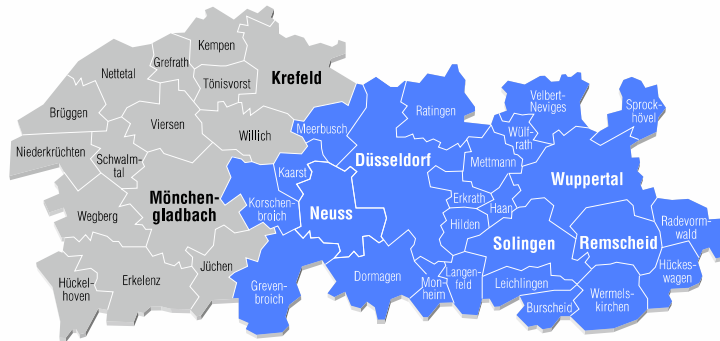 Kempen
Grefrath
Nettetal
Tönisvorst
Krefeld
Brüggen
Viersen
Willich
Niederkrüchten
Schwalm-
tal
Mönchen-
gladbach
Wegberg
Hückel-
hoven
Erkelenz
Jüchen
Meerbusch
Kaarst
Korschen-
broich
Neuss
Greven-
broich
Düsseldorf
Ratingen
Velbert-
Neviges
Sprock-
hövel
Wülf-
rath
Mettmann
Wuppertal
Erkrath
Haan
Hilden
Solingen
Remscheid
Radevorm-
wald
Hückes-
wagen
Dormagen
Mon-
heim
Langen-
feld
Leichlingen
Burscheid
Wermels-
kirchen